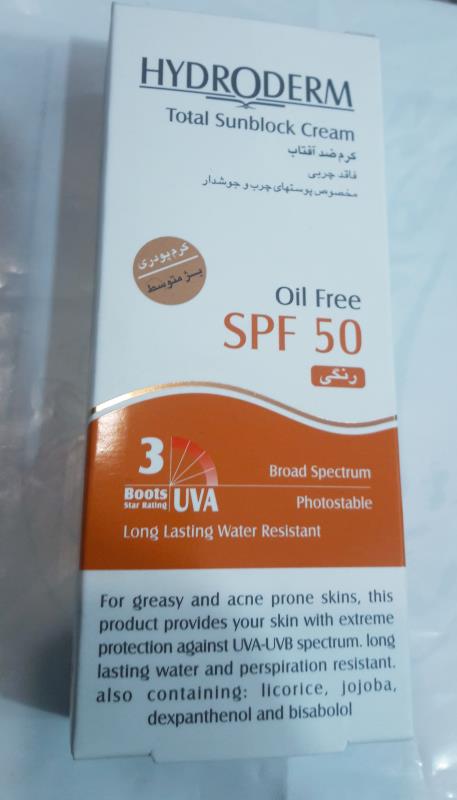 HYDRODERM
Total Sunblock Cream
کرم ضد آفتاب
فاقد چربی
مخصوص پوستهای چرب و جوشدار
کرم پودری
بژ متوسط
Oil Free
SPF 50
رنگی
3
Boots
Star Rating
UVA
Broad Spectrum
Photostable
Long Lasting Water Resistant
For greasy and acne prone skins, this
product provides your skin with extreme
protection against UVA-UVB spectrum. long
lasting water and perspiration resistant.
also containing: licorice, jojoba,
dexpanthenol and bisabolol